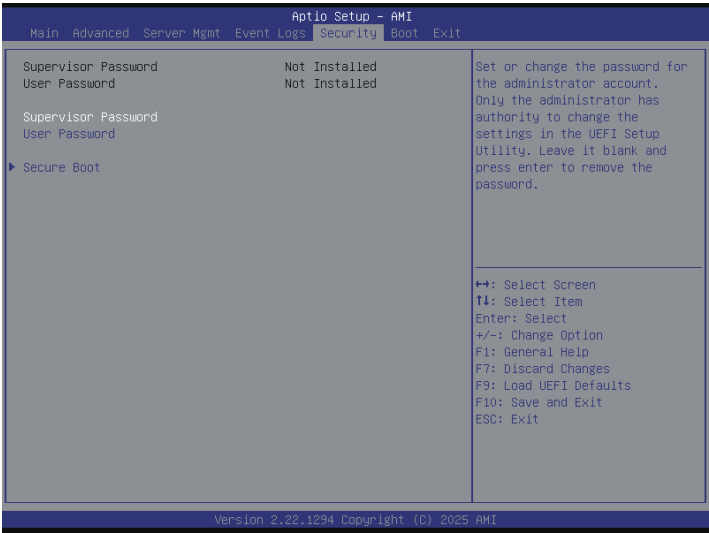 Aptio Setup – AMI
Main Advanced Server Mgmt Event Logs Security Boot Exit
Supervisor Password Not Installed
User Password Not Installed
Supervisor Password
User Password
Secure Boot
Set or change the password for
the administrator account.
Only the administrator has
authority to change the
settings in the UEFI Setup
Utility. Leave it blank and
press enter to remove the
password.
↔: Select Screen
↑↓: Select Item
Enter: Select
+/-: Change Option
F1: General Help
F7: Discard Changes
F9: Load UEFI Defaults
F10: Save and Exit
ESC: Exit
Version 2.22.1294 Copyright (C) 2025 AMI